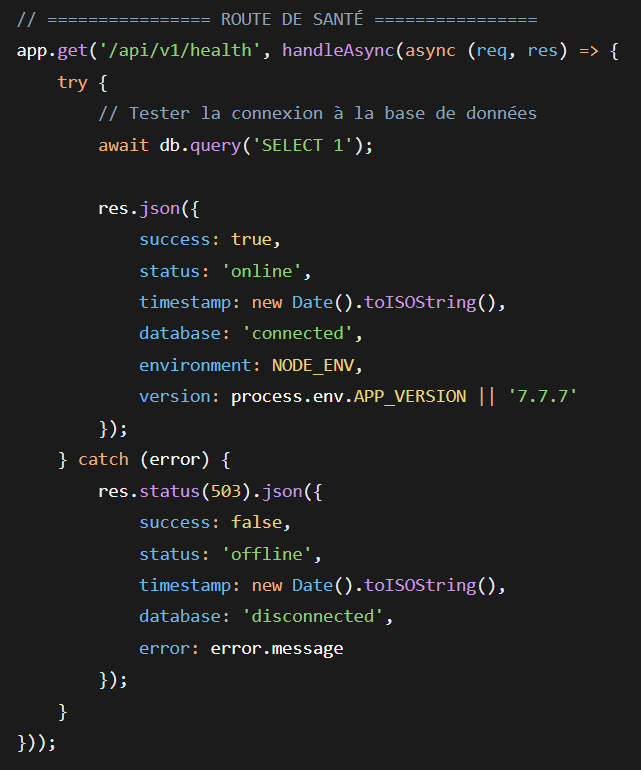 // ================ ROUTE DE SANTÉ ================
app.get('/api/v1/health', handleAsync(async (req, res) => {
    try {
        // Tester la connexion à la base de données
        await db.query('SELECT 1');

        res.json({
            success: true,
            status: 'online',
            timestamp: new Date().toISOString(),
            database: 'connected',
            environment: NODE_ENV,
            version: process.env.APP_VERSION || '7.7.7'
        });
    } catch (error) {
        res.status(503).json({
            success: false,
            status: 'offline',
            timestamp: new Date().toISOString(),
            database: 'disconnected',
            error: error.message
        });
    }
}));